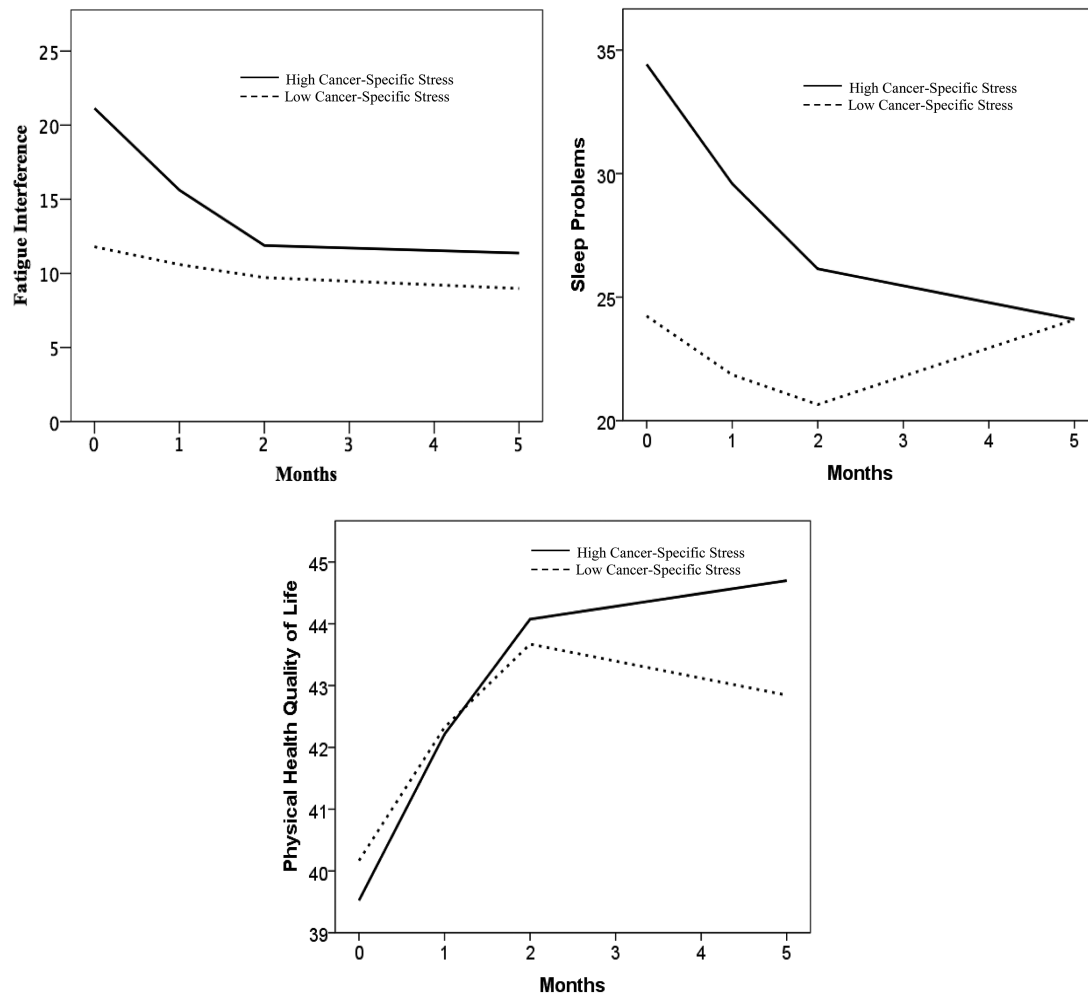 Fatigue Interference
25
20
15
10
5
0
High Cancer-Specific Stress
Low Cancer-Specific Stress
0 1 2 3 4 5
Months
Sleep Problems
35
30
25
20
High Cancer-Specific Stress
Low Cancer-Specific Stress
0 1 2 3 4 5
Months
Physical Health Quality of Life
45
44
43
42
41
40
39
High Cancer-Specific Stress
Low Cancer-Specific Stress
0 1 2 3 4 5
Months